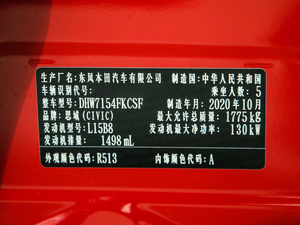 生产厂名:东风本田汽车有限公司 制造国:中华人民共和国
车辆识别代号: 乘坐人数: 5
整车型号:DHW7154FKCSF 制造年月:2020年10月
品牌:思域(CIVIC) 最大允许总质量:1775kg
发动机型号:L15B8 发动机最大净功率:130kW
发动机排量: 1498 mL
外观颜色代码:R513 内饰颜色代码:A